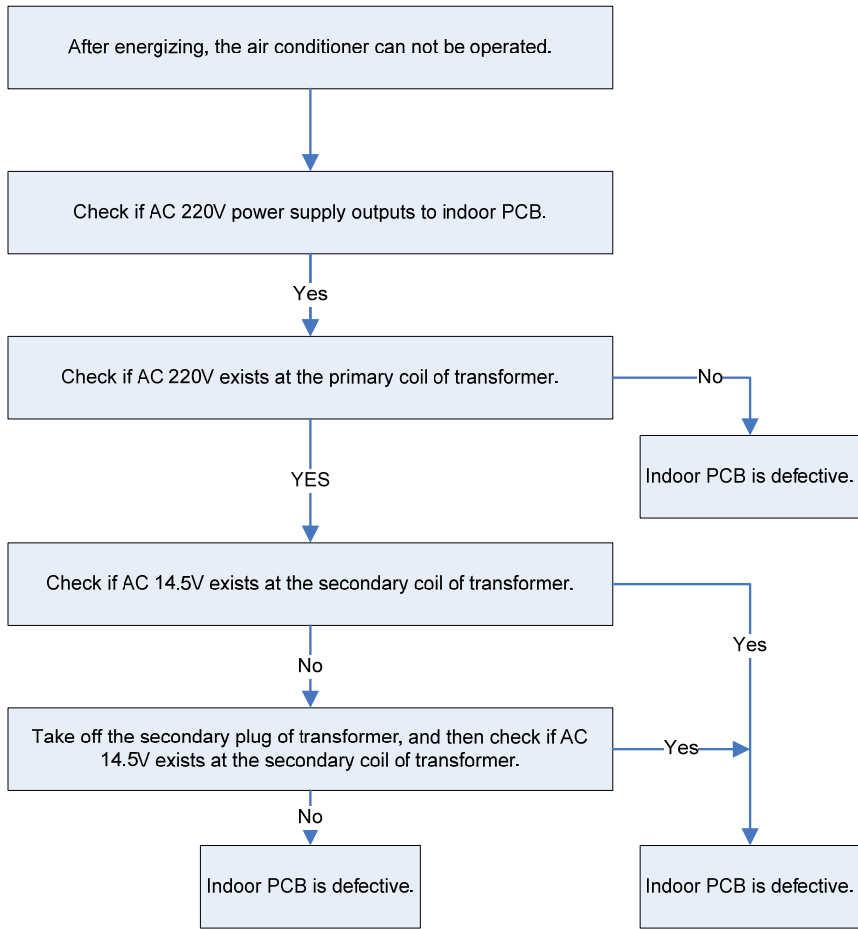 After energizing, the air conditioner can not be operated.
Check if AC 220V power supply outputs to indoor PCB.
Yes
Check if AC 220V exists at the primary coil of transformer.
No
Indoor PCB is defective.
YES
Check if AC 14.5V exists at the secondary coil of transformer.
Yes
No
Take off the secondary plug of transformer, and then check if AC
14.5V exists at the secondary coil of transformer.
Yes
No
Indoor PCB is defective.
Indoor PCB is defective.